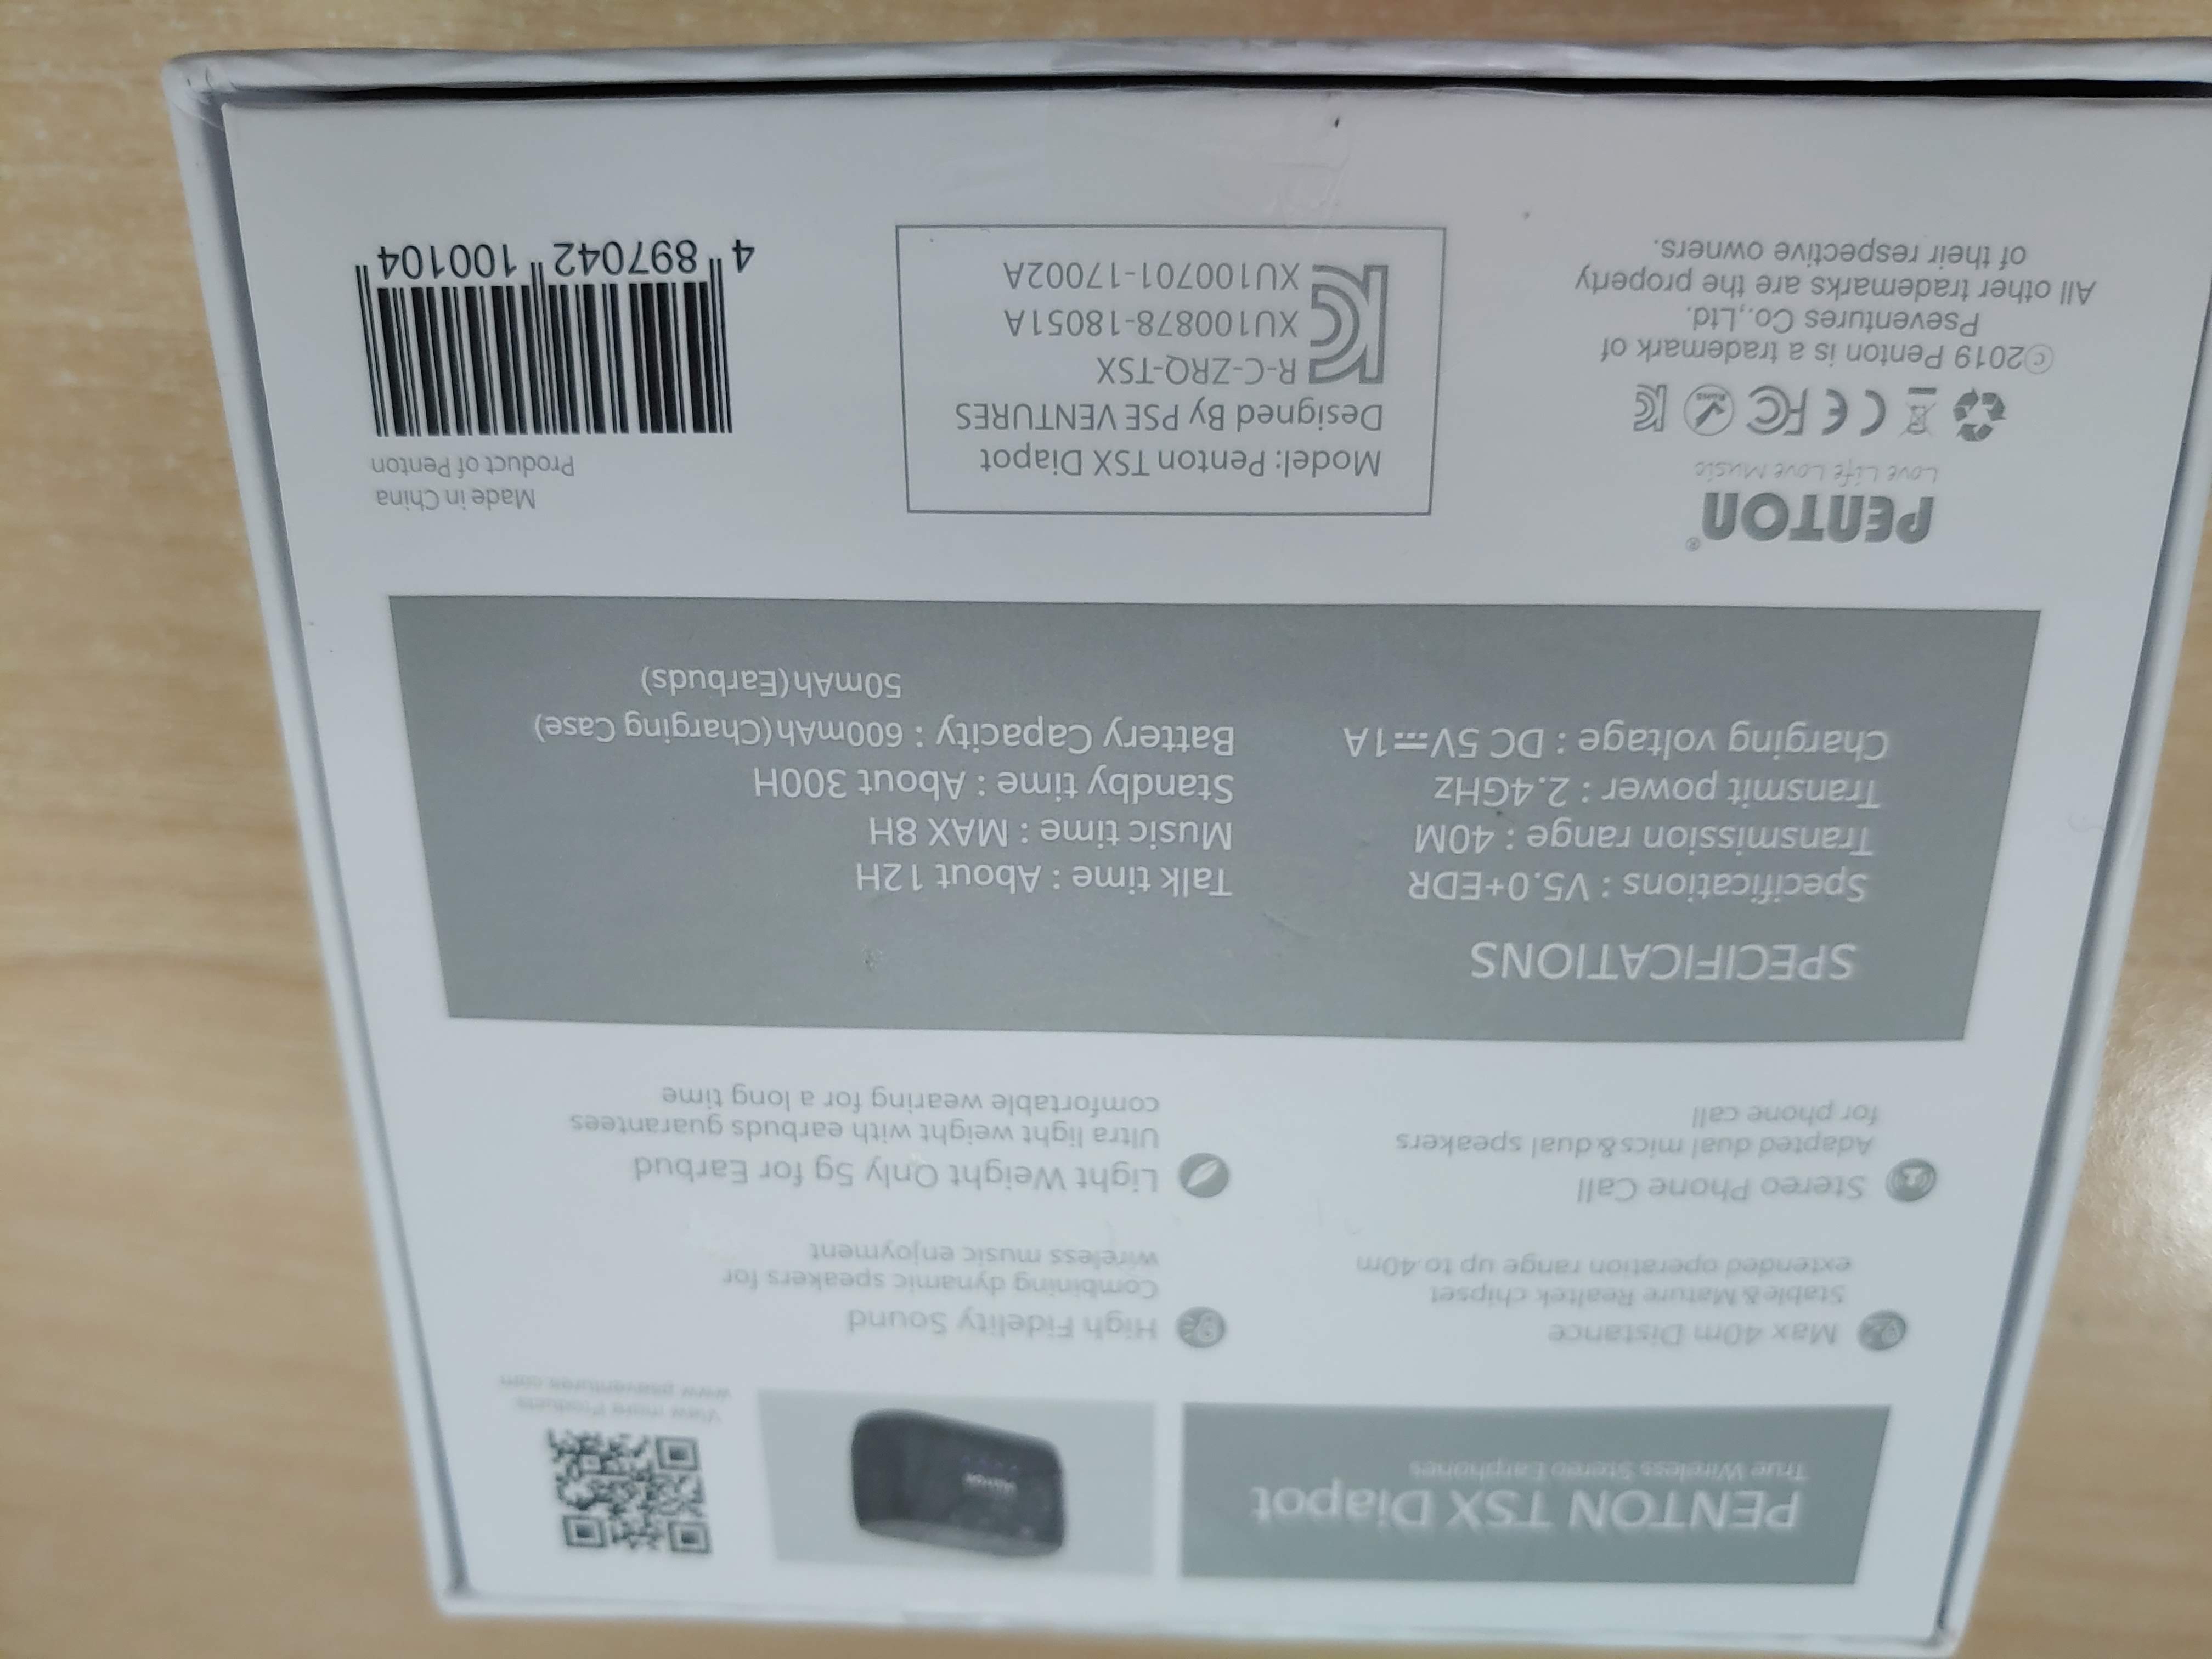 PENTON TSX Diapot
True Wireless Stereo Earphones
PENTON
View more Products
www.pseventures.com
Max 40m Distance
Stable&Mature Realtek chipset
extended operation range up to 40m
High Fidelity Sound
Combining dynamic speakers for
wireless music enjoyment
Stereo Phone Call
Adapted dual mics&dual speakers
for phone call
Light Weight Only 5g for Earbud
Ultra light weight with earbuds guarantees
comfortable wearing for a long time
SPECIFICATIONS
Specifications : V5.0+EDR
Transmission range : 40M
Transmit power : 2.4GHz
Charging voltage : DC 5V⎓1A
Talk time : About 12H
Music time : MAX 8H
Standby time : About 300H
Battery Capacity : 600mAh(Charging Case)
50mAh(Earbuds)
PENTON®
Love Life Love Music
CE FC RoHS KC
©2019 Penton is a trademark of
Pseventures Co.,Ltd.
All other trademarks are the property
of their respective owners.
Model: Penton TSX Diapot
Designed By PSE VENTURES
KC
R-C-ZRQ-TSX
XU100878-18051A
XU100701-17002A
Made in China
Product of Penton
4 897042 100104